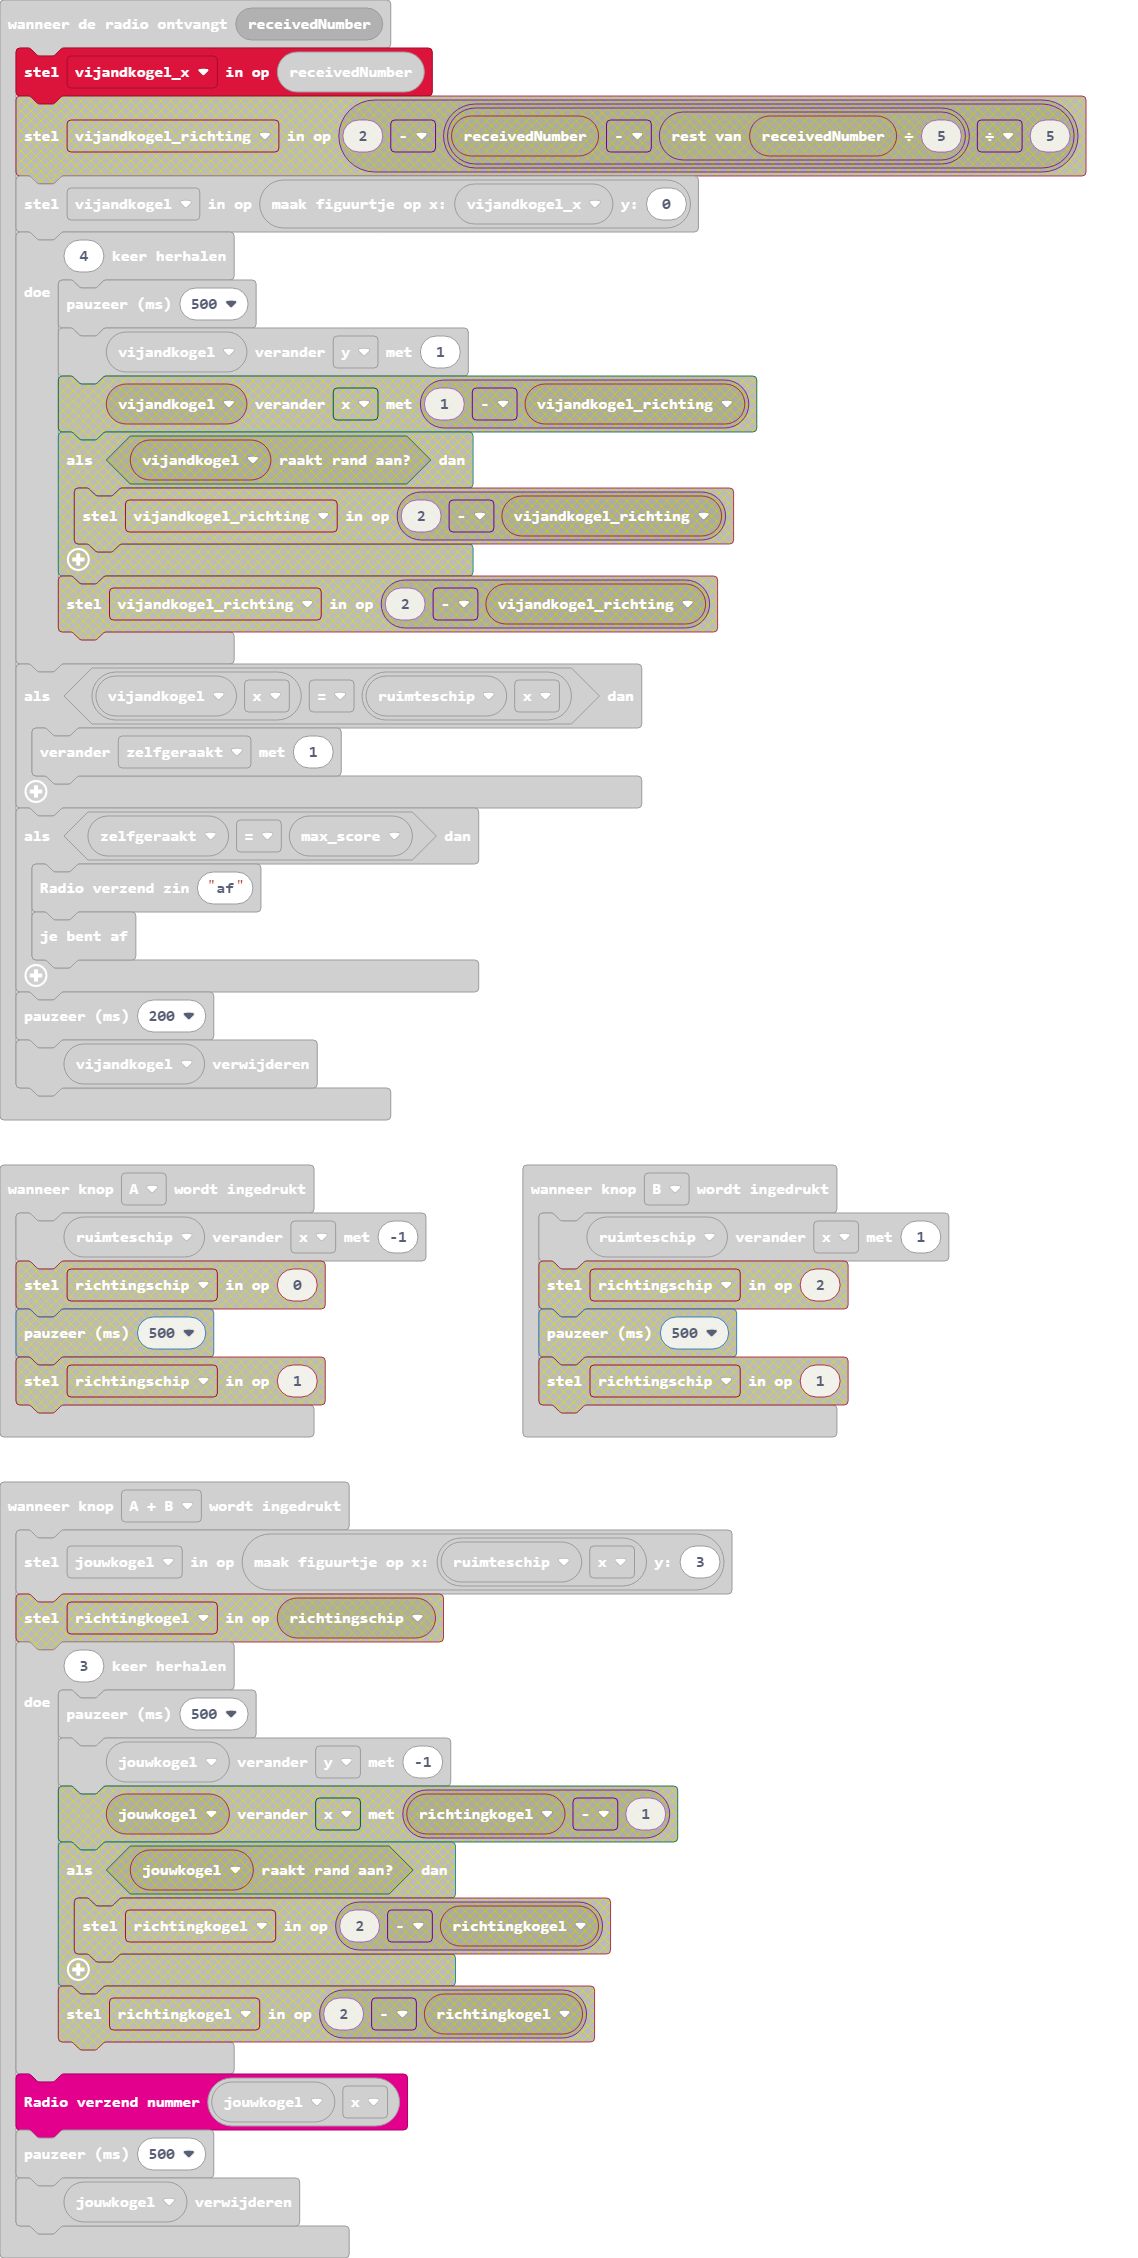 wanneer de radio ontvangt receivedNumber
stel vijandkogel_x in op receivedNumber
stel vijandkogel_richting in op 2 - receivedNumber - rest van receivedNumber ÷ 5 ÷ 5
stel vijandkogel in op maak figuurtje op x: vijandkogel_x y: 0
4 keer herhalen
doe
pauzeer (ms) 500
vijandkogel verander y met 1
vijandkogel verander x met 1 - vijandkogel_richting
als vijandkogel raakt rand aan? dan
stel vijandkogel_richting in op 2 - vijandkogel_richting
stel vijandkogel_richting in op 2 - vijandkogel_richting
als vijandkogel x = ruimteschip x dan
verander zelfgeraakt met 1
als zelfgeraakt = max_score dan
Radio verzend zin "af"
je bent af
pauzeer (ms) 200
vijandkogel verwijderen
wanneer knop A wordt ingedrukt
ruimteschip verander x met -1
stel richtingschip in op 0
pauzeer (ms) 500
stel richtingschip in op 1
wanneer knop B wordt ingedrukt
ruimteschip verander x met 1
stel richtingschip in op 2
pauzeer (ms) 500
stel richtingschip in op 1
wanneer knop A + B wordt ingedrukt
stel jouwkogel in op maak figuurtje op x: ruimteschip x y: 3
stel richtingkogel in op richtingschip
3 keer herhalen
doe
pauzeer (ms) 500
jouwkogel verander y met -1
jouwkogel verander x met richtingkogel - 1
als jouwkogel raakt rand aan? dan
stel richtingkogel in op 2 - richtingkogel
stel richtingkogel in op 2 - richtingkogel
Radio verzend nummer jouwkogel x
pauzeer (ms) 500
jouwkogel verwijderen